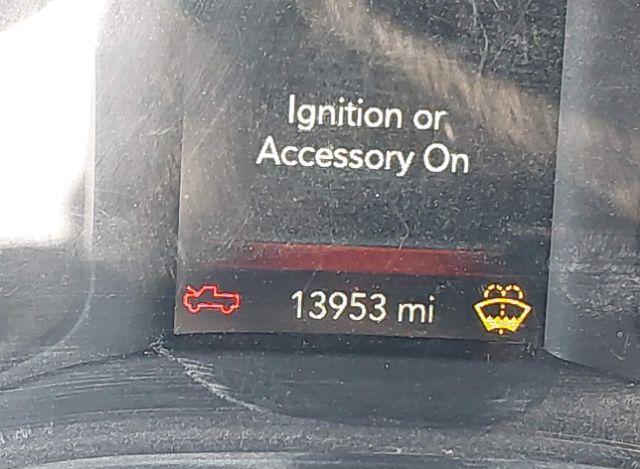 Ignition or
Accessory On
13953 mi